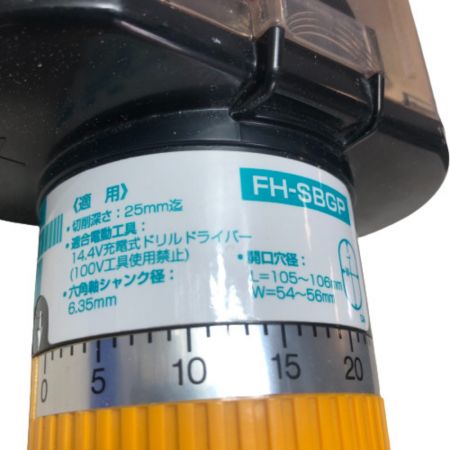 FH-SBGP
《適 用》
・切削深さ：25mm迄
・適合電動工具：
14.4V充電式ドリルドライバー
(100V工具使用禁止)
・六角軸シャンク径：
6.35mm
・開口穴径：
L=105～106mm
W=54～56mm
0 5 10 15 20